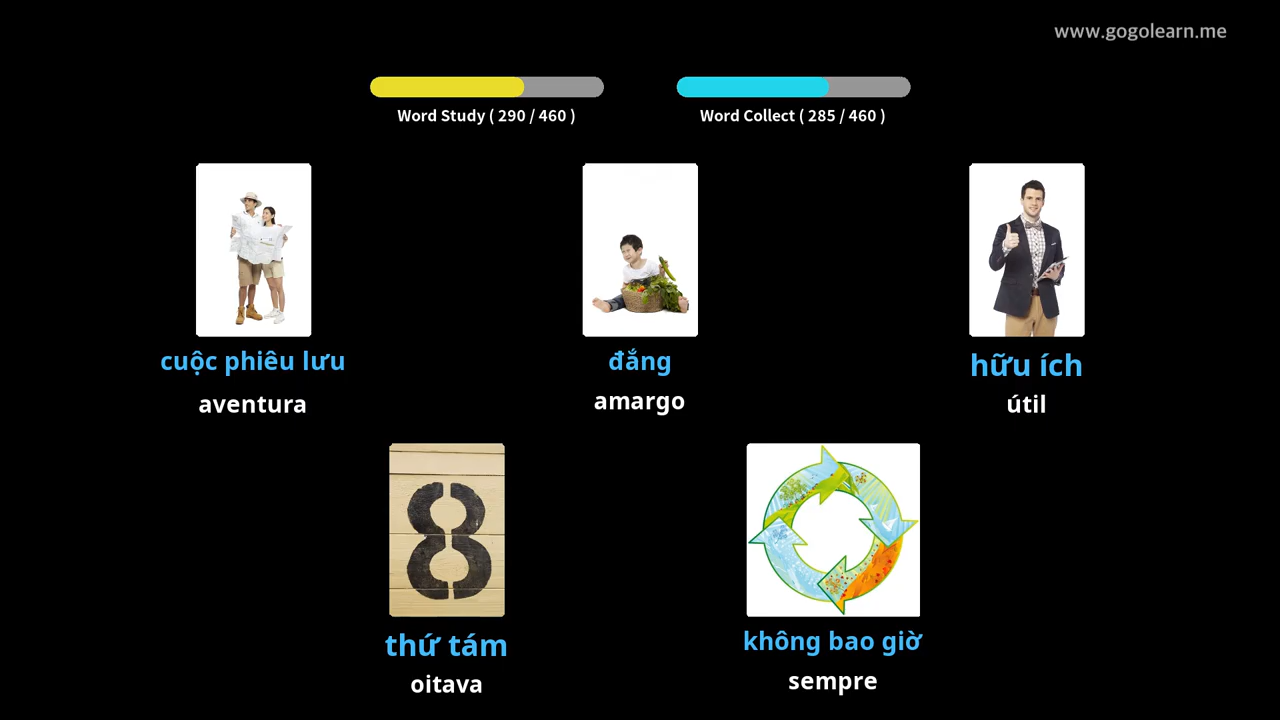 www.gogolearn.me
Word Study ( 290 / 460 )
Word Collect ( 285 / 460 )
cuộc phiêu lưu
aventura
đắng
amargo
hữu ích
útil
8
thứ tám
oitava
không bao giờ
sempre